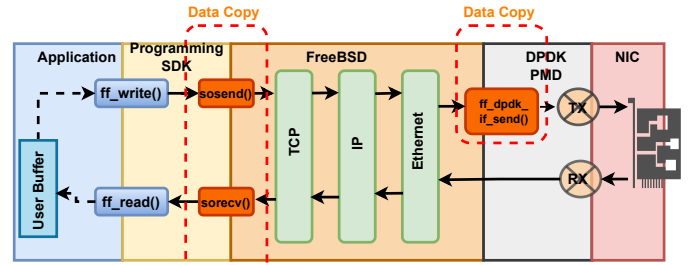 Data Copy
Data Copy
Application
Programming
SDK
FreeBSD
DPDK
PMD
NIC
ff_write()
sosend()
ff_dpdk_
if_send()
TX
User Buffer
TCP
IP
Ethernet
ff_read()
sorecv()
RX